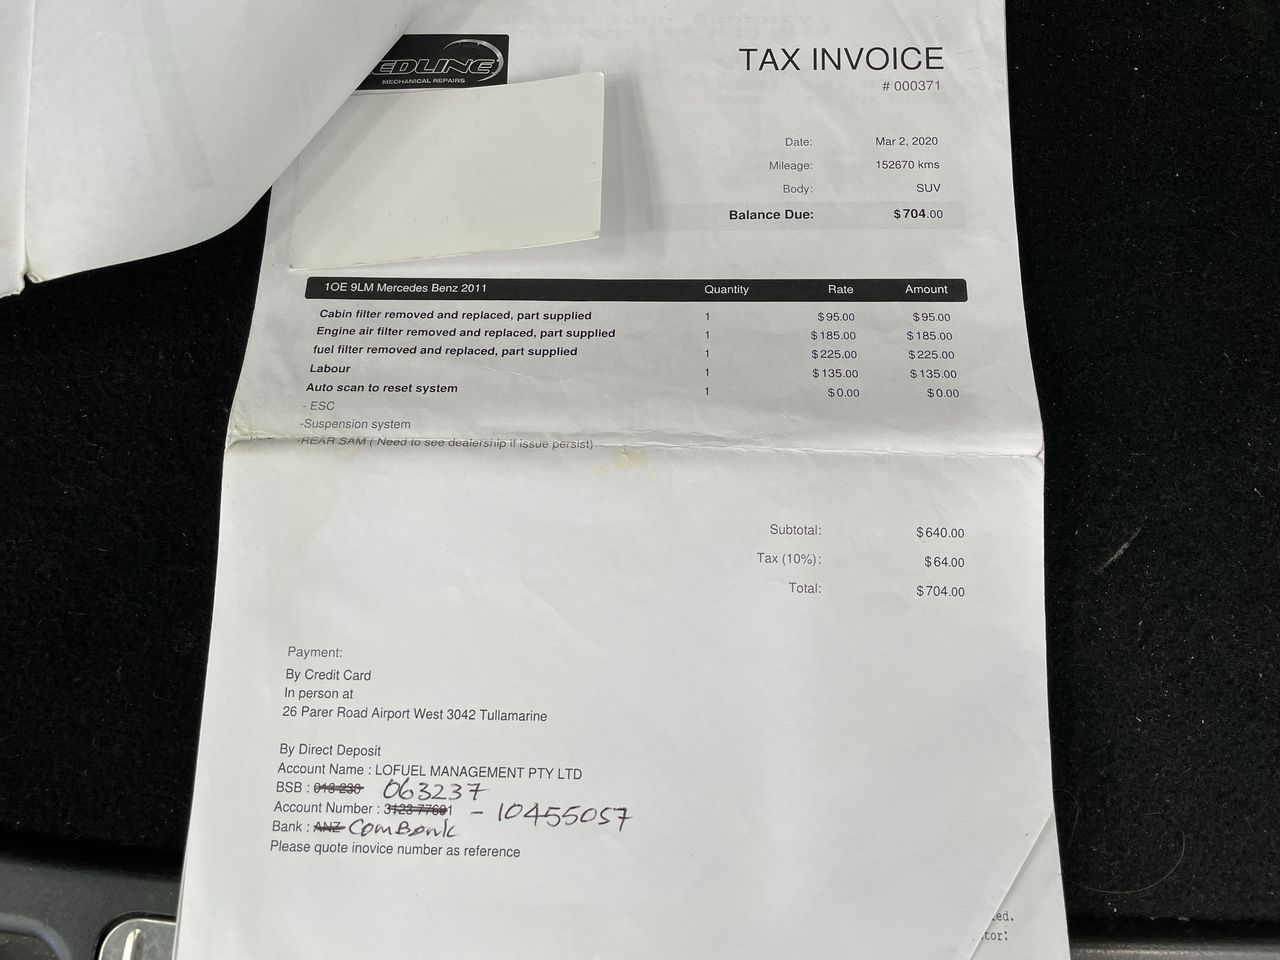 EDLINE
MECHANICAL REPAIRS
TAX INVOICE
# 000371
Date: Mar 2, 2020
Mileage: 152670 kms
Body: SUV
Balance Due: $704.00
1OE 9LM Mercedes Benz 2011 Quantity Rate Amount
Cabin filter removed and replaced, part supplied 1 $95.00 $95.00
Engine air filter removed and replaced, part supplied 1 $185.00 $185.00
fuel filter removed and replaced, part supplied 1 $225.00 $225.00
Labour 1 $135.00 $135.00
Auto scan to reset system 1 $0.00 $0.00
- ESC
-Suspension system
-REAR SAM ( Need to see dealership if issue persist)
Subtotal: $640.00
Tax (10%): $64.00
Total: $704.00
Payment:
By Credit Card
In person at
26 Parer Road Airport West 3042 Tullamarine
By Direct Deposit
Account Name : LOFUEL MANAGEMENT PTY LTD
BSB : 063237
Account Number : - 10455057
Bank : ANZ ComBank
Please quote inovice number as reference
ted.
tor: